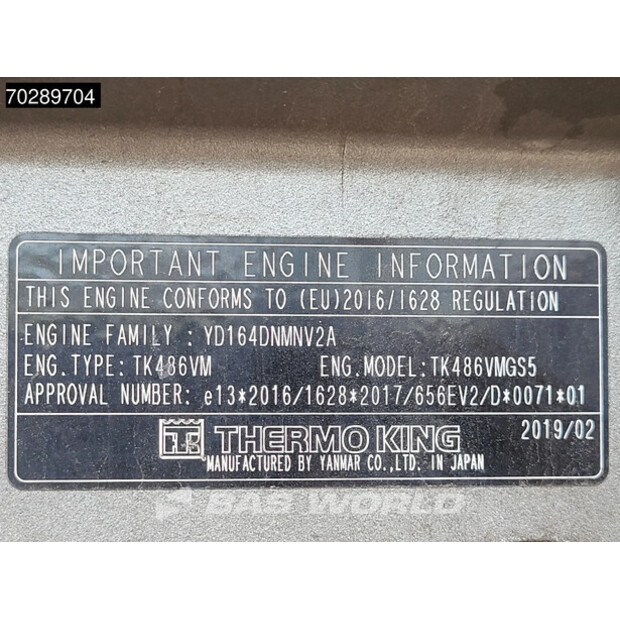 70289704
IMPORTANT ENGINE INFORMATION
THIS ENGINE CONFORMS TO (EU)2016/1628 REGULATION
ENGINE FAMILY : YD164DNMNV2A
ENG.TYPE: TK486VM ENG.MODEL:TK486VMGS5
APPROVAL NUMBER: e13*2016/1628*2017/656EV2/D*0071*01
TK THERMO KING 2019/02
MANUFACTURED BY YANMAR CO.,LTD. IN JAPAN
BAS WORLD